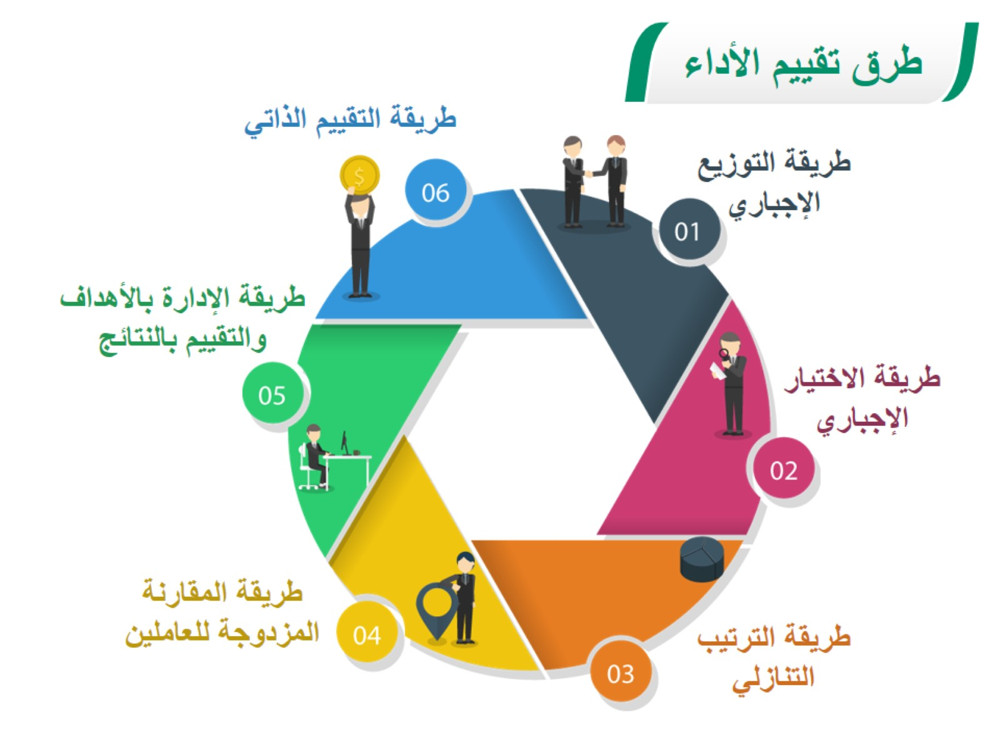 طرق تقييم الأداء
طريقة التوزيع
الإجباري
01
طريقة الاختيار
الإجباري
02
طريقة الترتيب
التنازلي
03
طريقة المقارنة
المزدوجة للعاملين
04
طريقة الإدارة بالأهداف
والتقييم بالنتائج
05
طريقة التقييم الذاتي
06
$